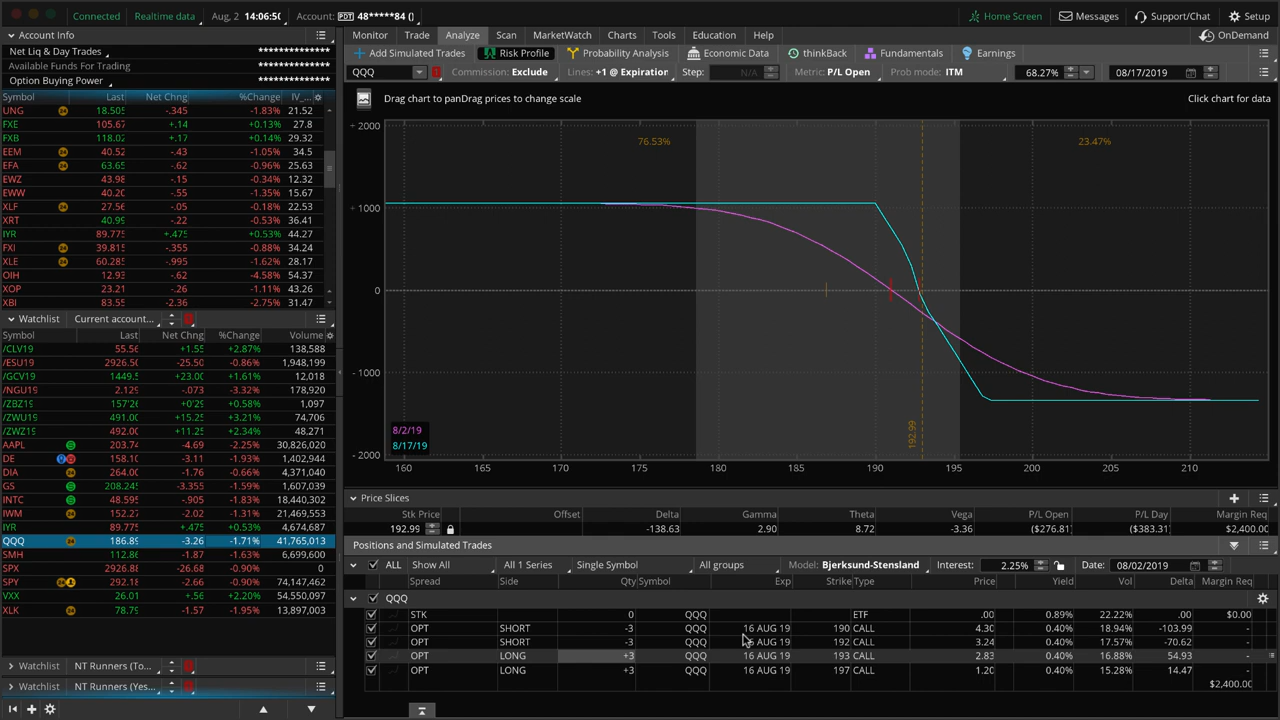 Connected Realtime data Aug, 2 14:06:50 Account: PDT 48*****84 () Home Screen Messages Support/Chat Setup
Account Info Monitor Trade Analyze Scan MarketWatch Charts Tools Education Help OnDemand
Net Liq & Day Trades **************
Available Funds For Trading **************
Option Buying Power **************
Add Simulated Trades Risk Profile Probability Analysis Economic Data thinkBack Fundamentals Earnings
QQQ Commission: Exclude Lines: +1 @ Expiration Step: N/A Metric: P/L Open Prob mode: ITM 68.27% 08/17/2019
Drag chart to panDrag prices to change scale Click chart for data
Symbol Last Net Chng %Change IV_...
UNG 18.505 -.345 -1.83% 21.52
FXE 105.67 +.14 +0.13% 27.8
FXB 118.02 +.17 +0.14% 29.32
EEM 40.52 -.43 -1.05% 34.5
EFA 63.65 -.62 -0.96% 25.63
EWZ 43.98 -.15 -0.34% 12.32
EWW 40.20 -.55 -1.35% 15.67
XLF 27.56 -.05 -0.18% 22.53
XRT 40.99 -.22 -0.53% 36.41
IYR 89.775 +.475 +0.53% 44.27
FXI 39.815 -.355 -0.88% 34.24
XLE 60.285 -.995 -1.62% 28.17
OIH 12.93 -.62 -4.58% 54.37
XOP 23.21 -.26 -1.11% 43.26
XBI 83.55 -2.36 -2.75% 31.47
Watchlist Current account...
Symbol Last Net Chng %Change Volume
/CLV19 55.56 +1.55 +2.87% 138,588
/ESU19 2926.50 -25.50 -0.86% 1,948,199
/GCV19 1449.5 +23.00 +1.61% 12,018
/NGU19 2.129 -.073 -3.32% 178,920
/ZBZ19 157'26 +0'29 +0.58% 1,097
/ZWU19 491.00 +15.25 +3.21% 74,706
/ZWZ19 492.00 +11.25 +2.34% 48,271
AAPL 203.74 -4.69 -2.25% 30,826,020
DE 158.10 -3.11 -1.93% 1,402,944
DIA 264.00 -1.76 -0.66% 4,371,040
GS 208.245 -3.355 -1.59% 1,607,039
INTC 48.595 -.905 -1.83% 18,440,302
IWM 152.27 -2.02 -1.31% 21,469,553
IYR 89.775 +.475 +0.53% 4,674,687
QQQ 186.89 -3.26 -1.71% 41,765,013
SMH 112.86 -1.87 -1.63% 6,699,600
SPX 2926.88 -26.68 -0.90% 0
SPY 292.18 -2.66 -0.90% 74,147,462
VXX 26.01 +.56 +2.20% 54,550,097
XLK 78.79 -1.57 -1.95% 13,897,003
Watchlist NT Runners (To...
Watchlist NT Runners (Yes...
+2000
76.53% 23.47%
+1000
0
-1000
192.99
8/2/19
8/17/19
-2000
160 165 170 175 180 185 190 195 200 205 210
Price Slices
Stk Price Offset Delta Gamma Theta Vega P/L Open P/L Day Margin Req
192.99 -138.63 2.90 8.72 -3.36 ($276.81) ($383.31) $2,400.00
Positions and Simulated Trades
ALL Show All All 1 Series Single Symbol All groups Model: Bjerksund-Stensland Interest: 2.25% Date: 08/02/2019
Spread Side Qty Symbol Exp Strike Type Price Yield Vol Delta Margin Req
QQQ
STK 0 QQQ ETF .00 0.89% 22.22% .00 $0.00
OPT SHORT -3 QQQ 16 AUG 19 190 CALL 4.30 0.40% 18.94% -103.99 -
OPT SHORT -3 QQQ AUG 19 192 CALL 3.24 0.40% 17.48% -70.62 -
OPT LONG +3 QQQ 16 AUG 19 193 CALL 2.83 0.40% 16.88% 54.93 -
OPT LONG +3 QQQ 16 AUG 19 197 CALL 1.20 0.40% 15.28% 14.47 -
$2,400.00